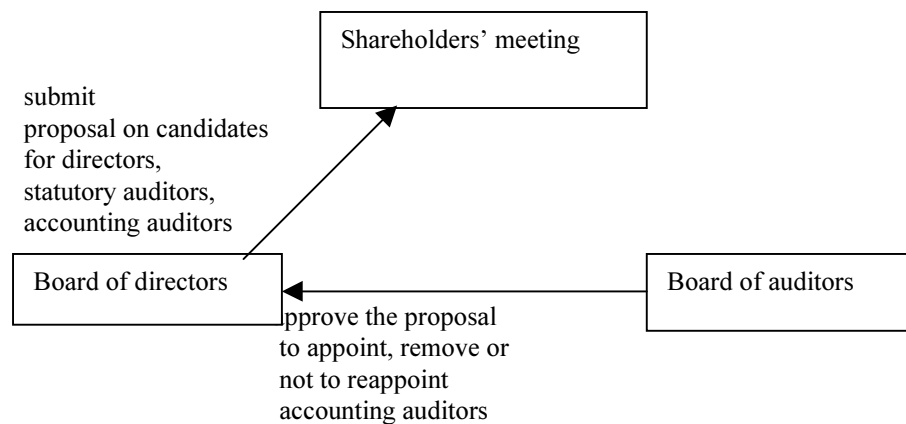 Shareholders' meeting
submit
proposal on candidates
for directors,
statutory auditors,
accounting auditors
Board of directors
Board of auditors
pprove the proposal
to appoint, remove or
not to reappoint
accounting auditors